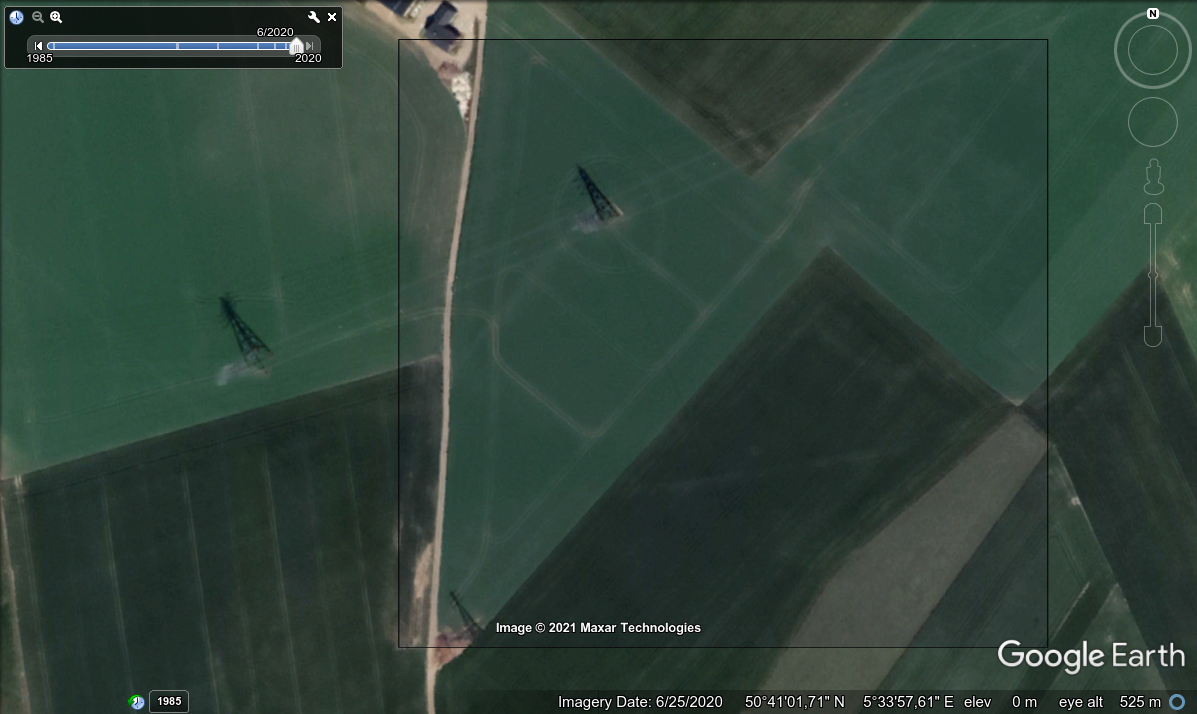 6/2020
1985
2020
N
Image © 2021 Maxar Technologies
Google Earth
1985
Imagery Date: 6/25/2020 50°41'01,71" N 5°33'57,61" E elev 0 m eye alt 525 m